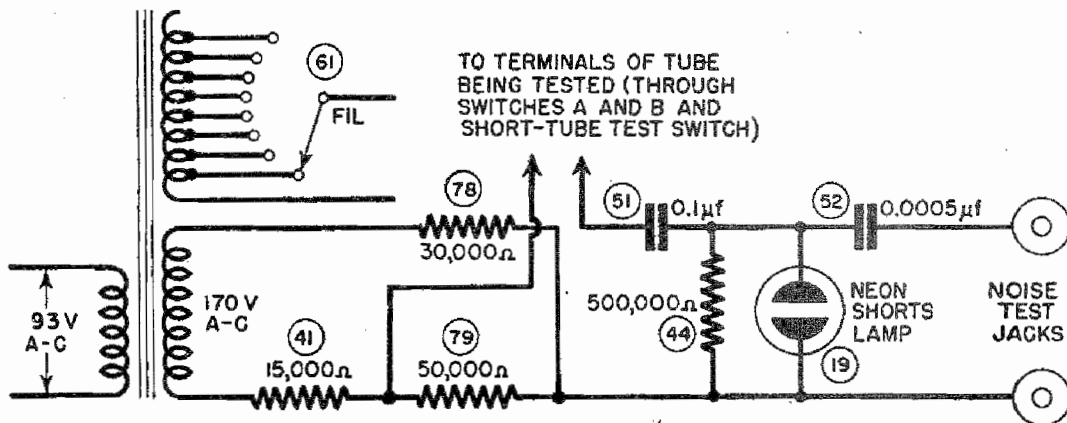 61
FIL
TO TERMINALS OF TUBE
BEING TESTED (THROUGH
SWITCHES A AND B AND
SHORT-TUBE TEST SWITCH)
78
30,000Ω
51
0.1µf
52
0.0005µf
93 V
A-C
170 V
A-C
41
15,000Ω
79
50,000Ω
500,000Ω
44
NEON
SHORTS
LAMP
19
NOISE
TEST
JACKS